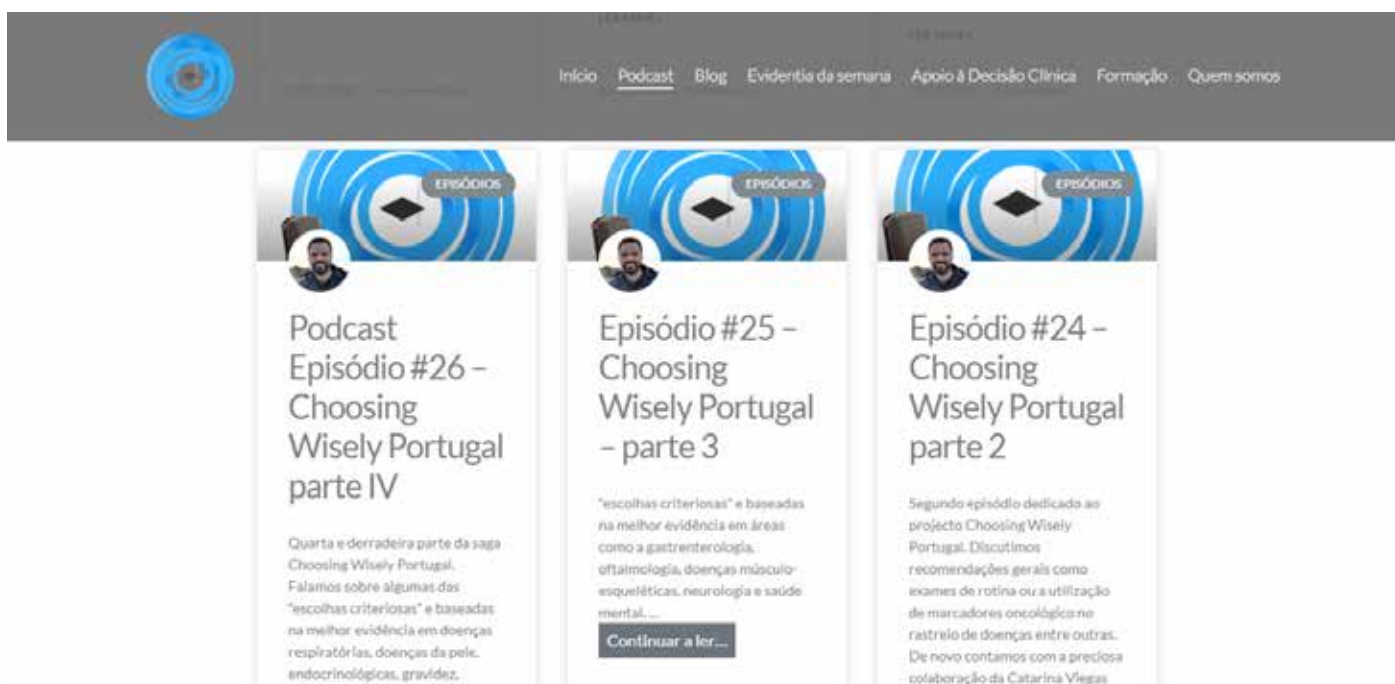 Início Podcast Blog Evidentia da semana Apoio à Decisão Clínica Formação Quem somos
EPISÓDIOS
Podcast
Episódio #26 –
Choosing
Wisely Portugal
parte IV
Quarta e derradeira parte da saga
Choosing Wisely Portugal.
Falamos sobre algumas das
"escolhas criteriosas" e baseadas
na melhor evidência em doenças
respiratórias, doenças da pele,
endocrinológicas, gravidez,
EPISÓDIOS
Episódio #25 –
Choosing
Wisely Portugal
– parte 3
"escolhas criteriosas" e baseadas
na melhor evidência em áreas
como a gastrenterologia,
oftalmologia, doenças músculo-
esqueléticas, neurologia e saúde
mental. ...
Continuar a ler...
EPISÓDIOS
Episódio #24 –
Choosing
Wisely Portugal
parte 2
Segundo episódio dedicado ao
projecto Choosing Wisely
Portugal. Discutimos
recomendações gerais como
exames de rotina ou a utilização
de marcadores oncológico no
rastreio de doenças entre outras.
De novo contamos com a preciosa
colaboração da Catarina Viegas